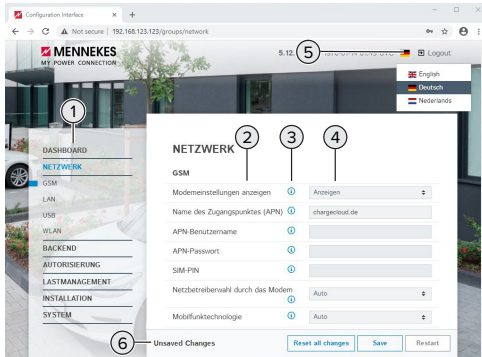 Configuration Interface
Not secure | 192.168.123.123/groups/network
MENNEKES
MY POWER CONNECTION
5.12.
5
Logout
English
Deutsch
Nederlands
1
DASHBOARD
NETZWERK
GSM
LAN
USB
WLAN
BACKEND
AUTORISIERUNG
LASTMANAGEMENT
INSTALLATION
SYSTEM
NETZWERK
2
3
4
GSM
Modemeinstellungen anzeigen
Anzeigen
Name des Zugangspunktes (APN)
chargecloud.de
APN-Benutzername
APN-Passwort
SIM-PIN
Netzbetreiberwahl durch das Modem
Auto
Mobilfunktechnologie
Auto
6
Unsaved Changes
Reset all changes
Save
Restart